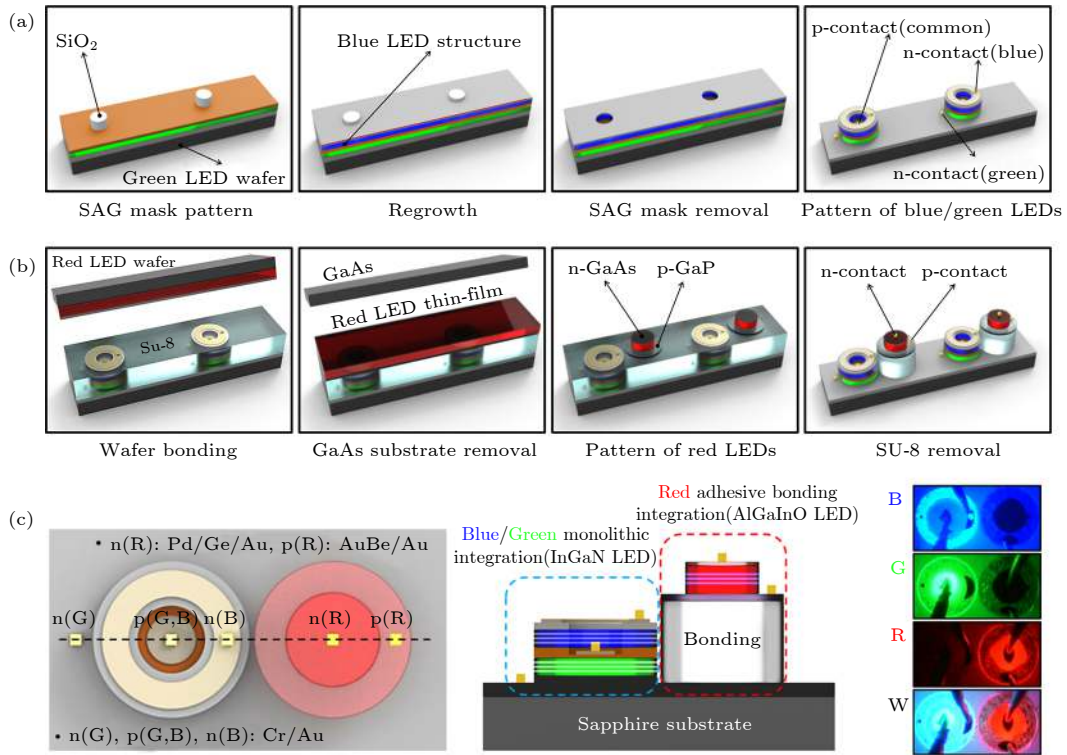 (a)
SiO2
Green LED wafer
SAG mask pattern
Blue LED structure
Regrowth
SAG mask removal
p-contact(common)
n-contact(blue)
n-contact(green)
Pattern of blue/green LEDs
(b)
Red LED wafer
Su-8
Wafer bonding
GaAs
Red LED thin-film
GaAs substrate removal
n-GaAs
p-GaP
Pattern of red LEDs
n-contact
p-contact
SU-8 removal
(c)
• n(R): Pd/Ge/Au, p(R): AuBe/Au
n(G)
p(G,B)
n(B)
n(R)
p(R)
• n(G), p(G,B), n(B): Cr/Au
Blue/Green monolithic
integration(InGaN LED)
Red adhesive bonding
integration(AlGaInO LED)
Bonding
Sapphire substrate
B
G
R
W